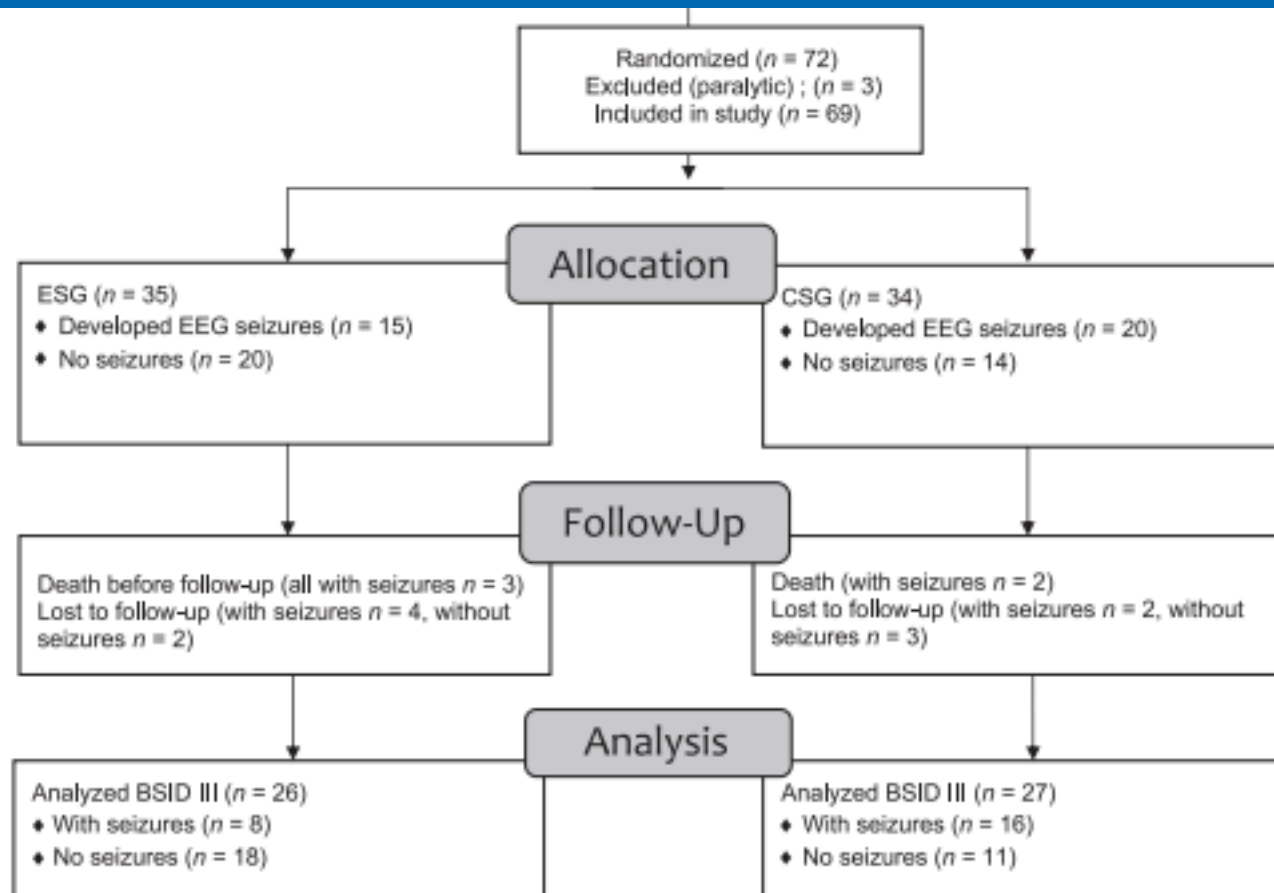 Randomized (n = 72)
Excluded (paralytic) ; (n = 3)
Included in study (n = 69)
Allocation
ESG (n = 35)
♦ Developed EEG seizures (n = 15)
♦ No seizures (n = 20)
CSG (n = 34)
♦ Developed EEG seizures (n = 20)
♦ No seizures (n = 14)
Follow-Up
Death before follow-up (all with seizures n = 3)
Lost to follow-up (with seizures n = 4, without
seizures n = 2)
Death (with seizures n = 2)
Lost to follow-up (with seizures n = 2, without
seizures n = 3)
Analysis
Analyzed BSID III (n = 26)
♦ With seizures (n = 8)
♦ No seizures (n = 18)
Analyzed BSID III (n = 27)
♦ With seizures (n = 16)
♦ No seizures (n = 11)